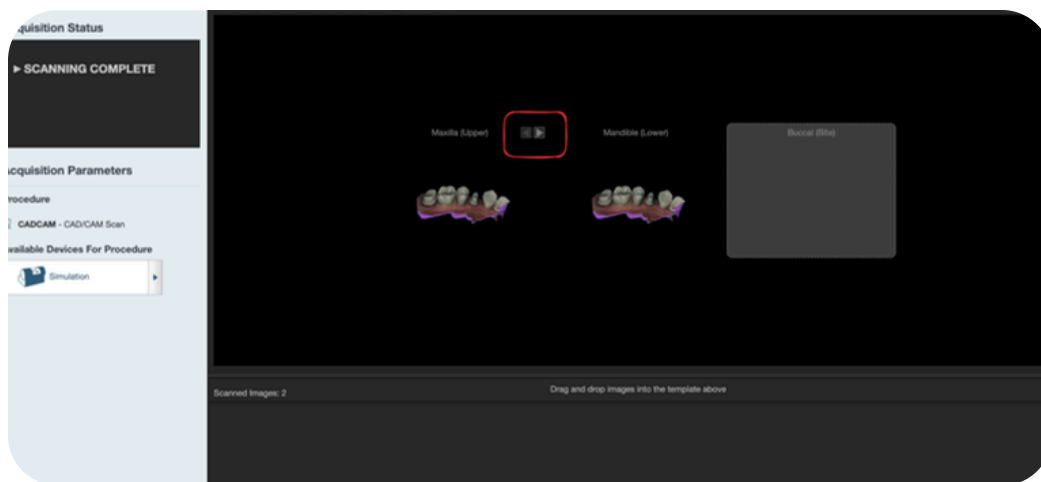 quisition Status
SCANNING COMPLETE
cquisition Parameters
rocedure
CADCAM - CAD/CAM Scan
vailable Devices For Procedure
Simulation
Maxilla (Upper)
Mandible (Lower)
Buccal (Bite)
Scanned Images: 2
Drag and drop images into the template above